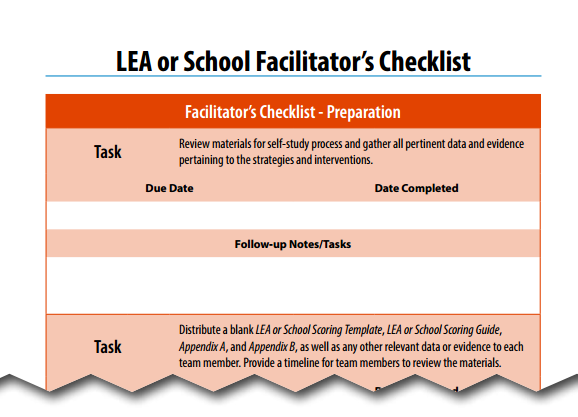 LEA or School Facilitator's Checklist
Facilitator's Checklist - Preparation
Task
Review materials for self-study process and gather all pertinent data and evidence
pertaining to the strategies and interventions.
Due Date Date Completed
Follow-up Notes/Tasks
Task
Distribute a blank LEA or School Scoring Template, LEA or School Scoring Guide,
Appendix A, and Appendix B, as well as any other relevant data or evidence to each
team member. Provide a timeline for team members to review the materials.